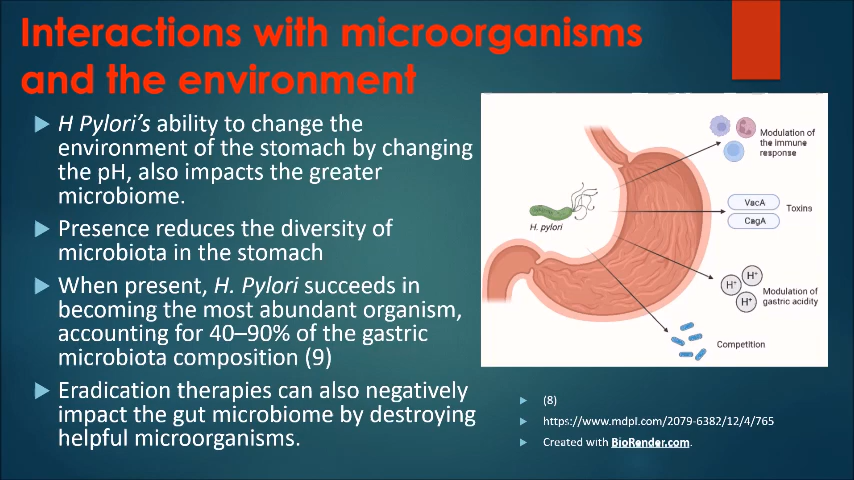 Interactions with microorganisms
and the environment
H Pylori's ability to change the
environment of the stomach by changing
the pH, also impacts the greater
microbiome.
Presence reduces the diversity of
microbiota in the stomach
When present, H. Pylori succeeds in
becoming the most abundant organism,
accounting for 40–90% of the gastric
microbiota composition (9)
Eradication therapies can also negatively
impact the gut microbiome by destroying
helpful microorganisms.
H. pylori
Modulation of
the immune
response
VacA
CagA
Toxins
H+
H+
H+
Modulation of
gastric acidity
Competition
(8)
https://www.mdpi.com/2079-6382/12/4/765
Created with BioRender.com.